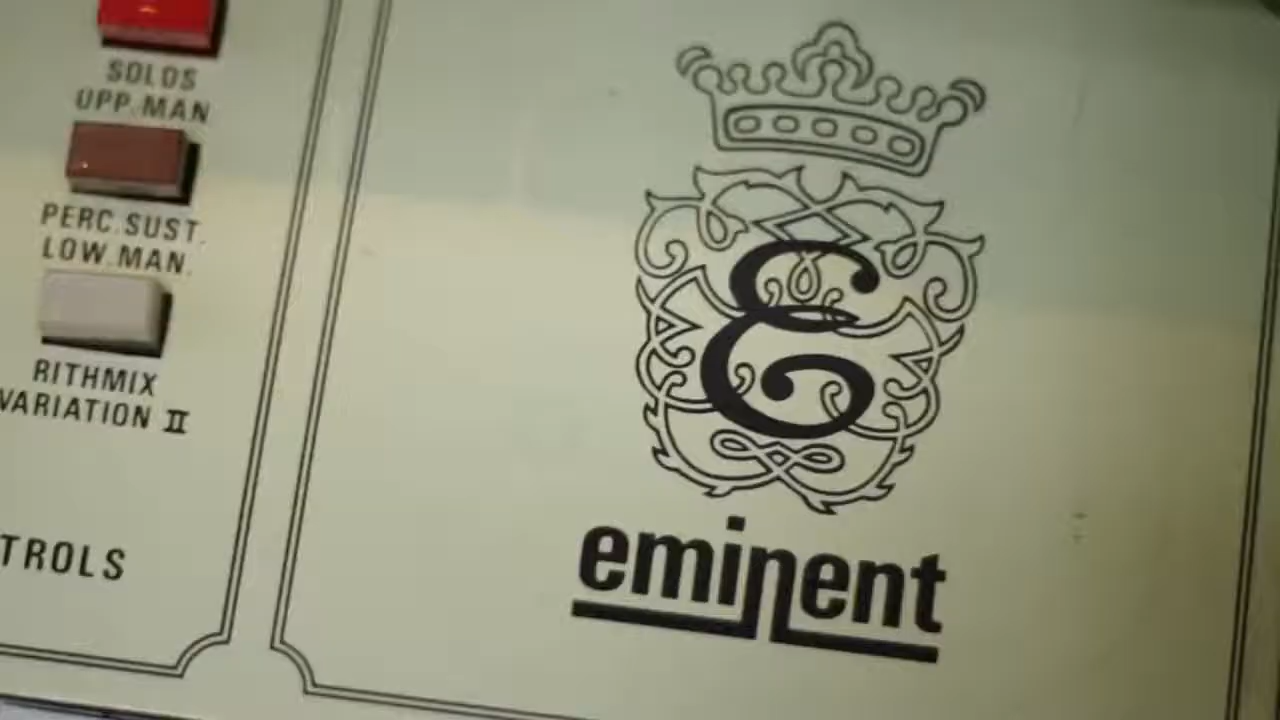 SOLOS
UPP.MAN
PERC.SUST.
LOW.MAN.
RITHMIX
VARIATION II
TROLS
E
eminent